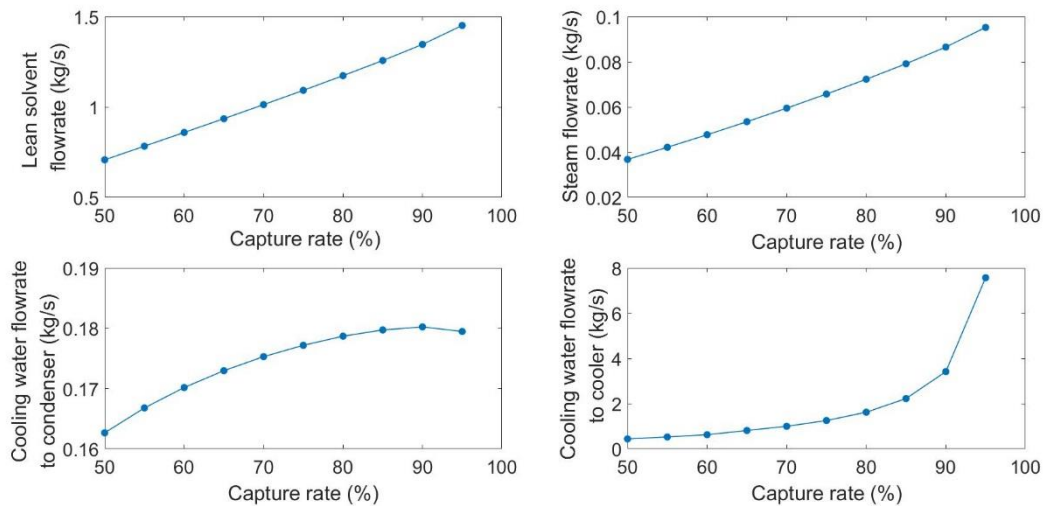 Lean solvent
flowrate (kg/s)
1.5
1
0.5
50 60 70 80 90 100
Capture rate (%)
Steam flowrate (kg/s)
0.1
0.08
0.06
0.04
0.02
50 60 70 80 90 100
Capture rate (%)
Cooling water flowrate
to condenser (kg/s)
0.19
0.18
0.17
0.16
50 60 70 80 90 100
Capture rate (%)
Cooling water flowrate
to cooler (kg/s)
8
6
4
2
0
50 60 70 80 90 100
Capture rate (%)